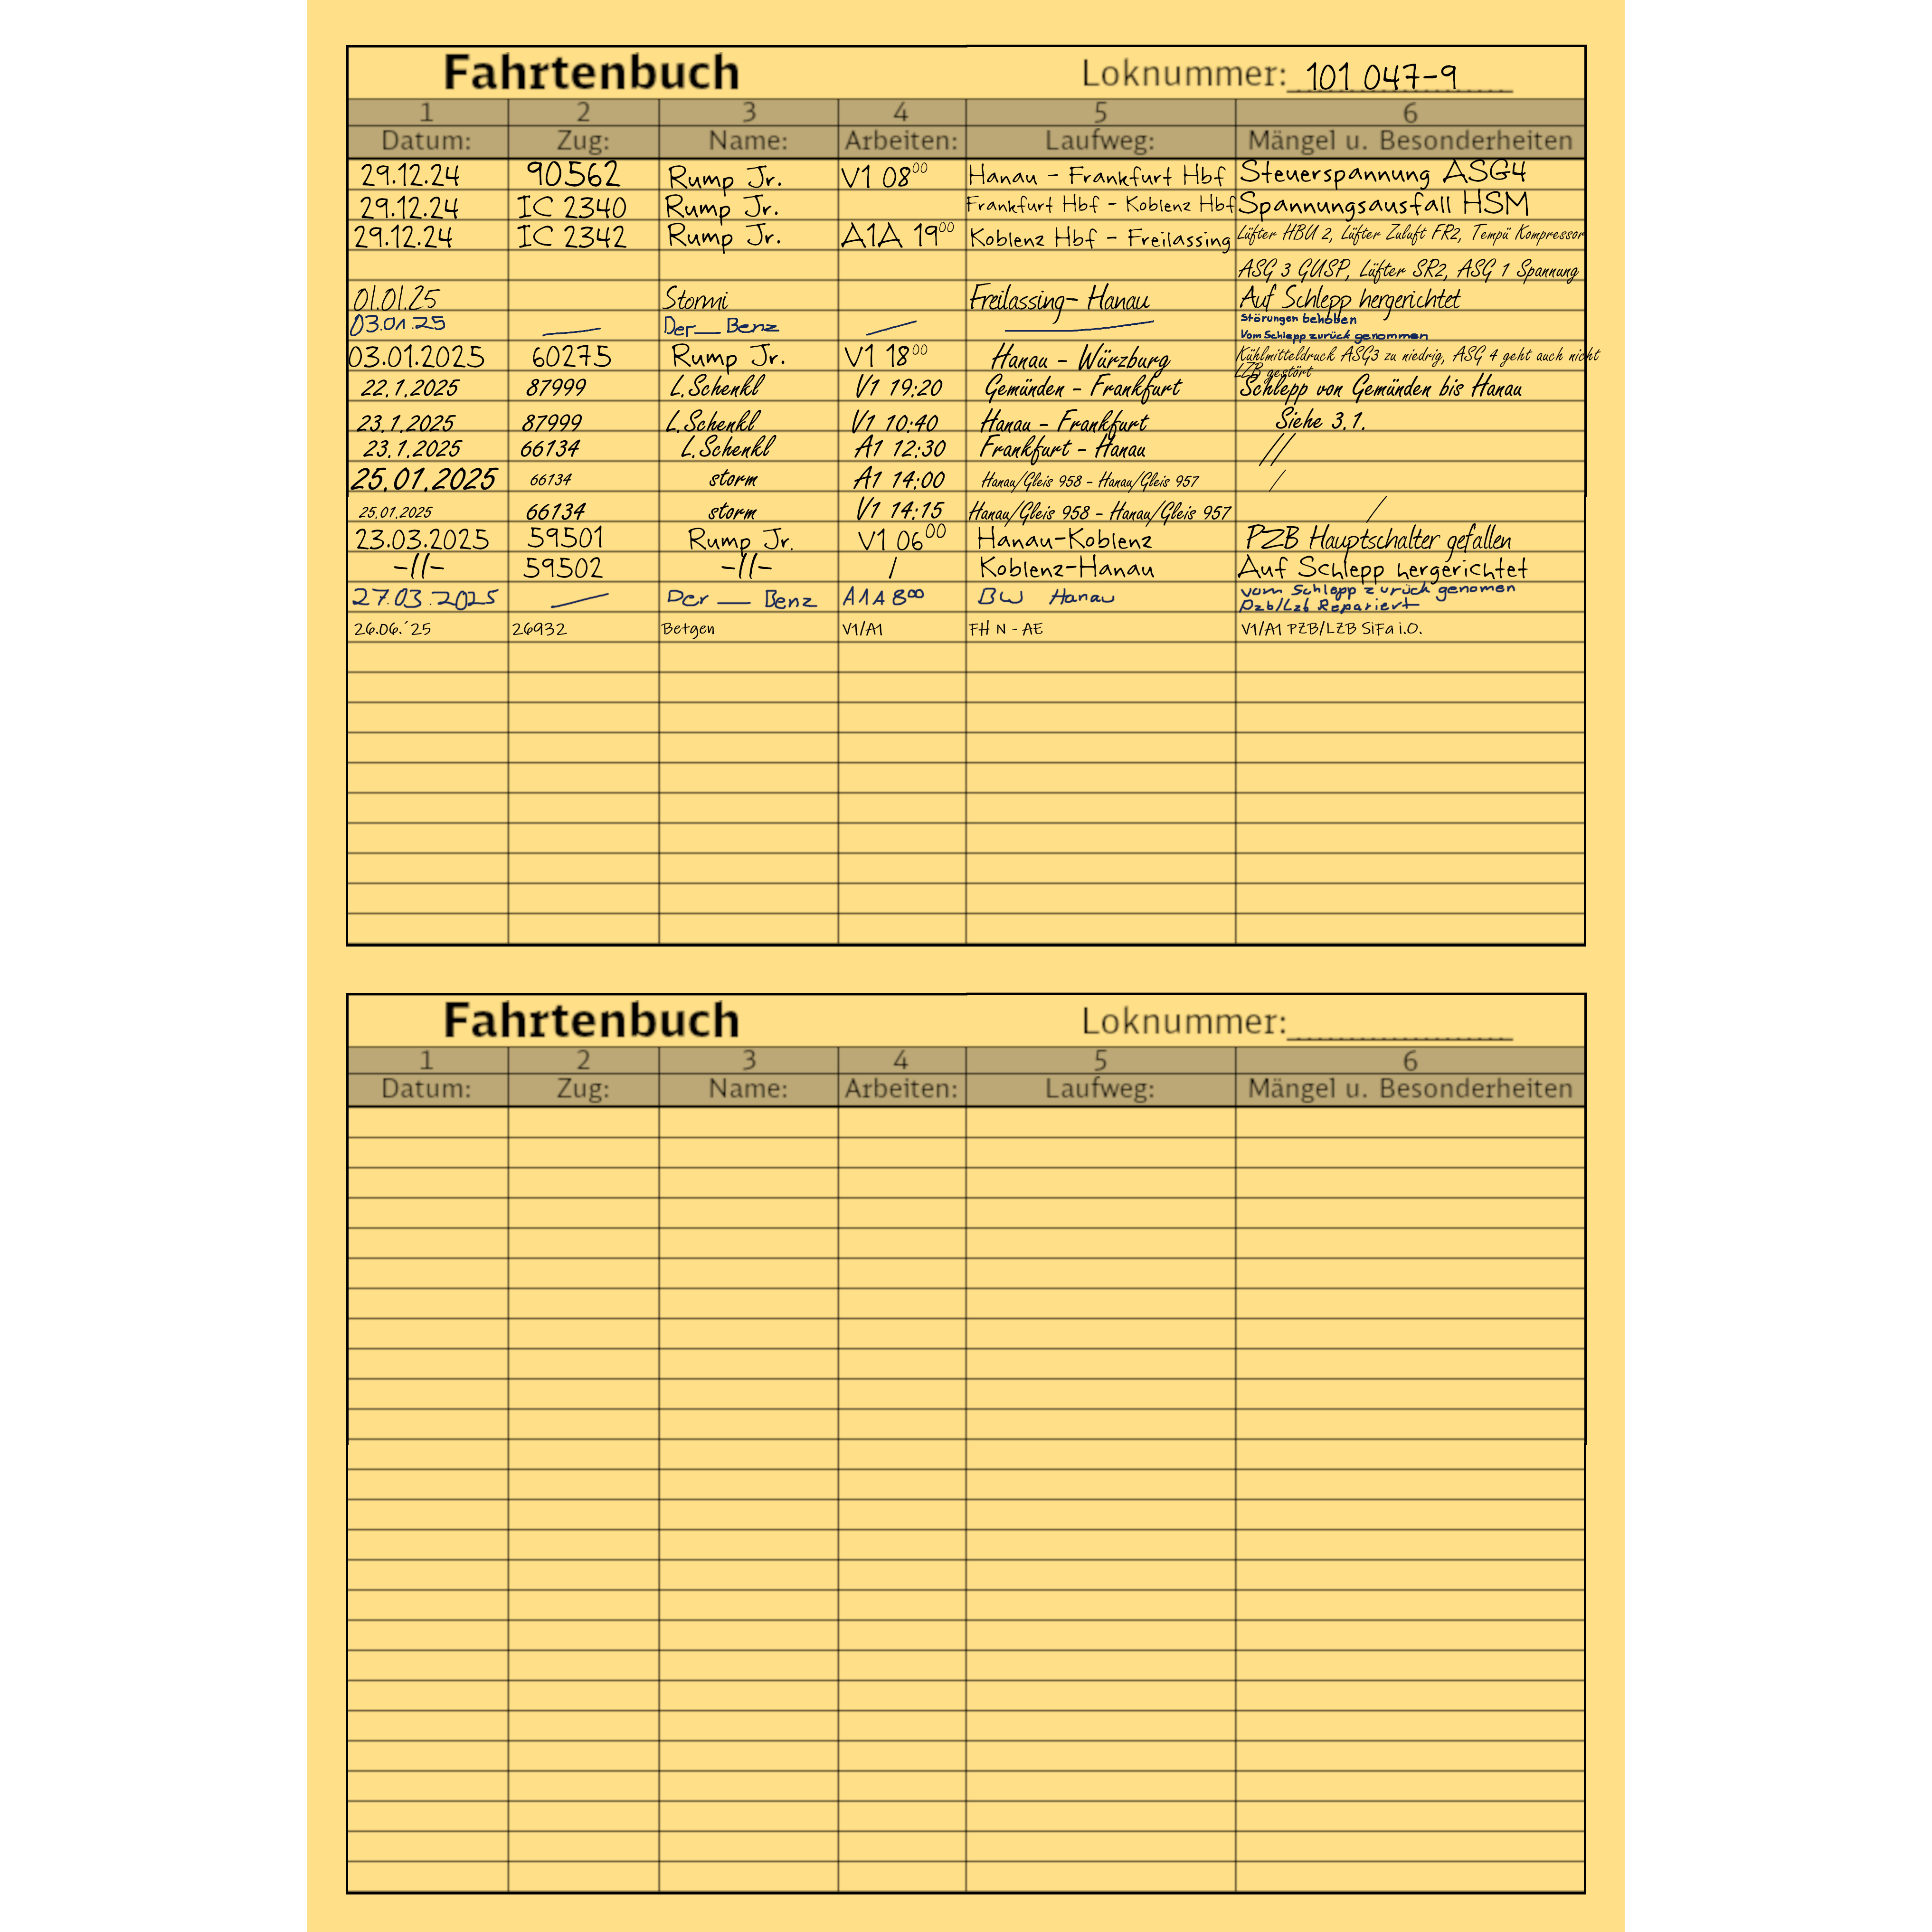 Fahrtenbuch Loknummer: 101 047-9
1 2 3 4 5 6
Datum: Zug: Name: Arbeiten: Laufweg: Mängel u. Besonderheiten
29.12.24 90562 Rump Jr. V1 08⁰⁰ Hanau - Frankfurt Hbf Steuerspannung ASG4
29.12.24 IC 2340 Rump Jr. Frankfurt Hbf - Koblenz Hbf Spannungsausfall HSM
29.12.24 IC 2342 Rump Jr. A1A 19⁰⁰ Koblenz Hbf - Freilassing Lüfter HBU 2, Lüfter Zuluft FR2, Tempü Kompressor
ASG 3 GUSP, Lüfter SR2, ASG 1 Spannung
01.01.25 Stormi Freilassing- Hanau Auf Schlepp hergerichtet
03.01.25 — Der__Benz — — Störungen behoben
Vom Schlepp zurück genommen
03.01.2025 60275 Rump Jr. V1 18⁰⁰ Hanau - Würzburg Kühlmitteldruck ASG3 zu niedrig, ASG 4 geht auch nicht
LZB gestört
22.1.2025 87999 L.Schenkl V1 19:20 Gemünden - Frankfurt Schlepp von Gemünden bis Hanau
23.1.2025 87999 L.Schenkl V1 10:40 Hanau - Frankfurt Siehe 3.1.
23.1.2025 66134 L.Schenkl A1 12:30 Frankfurt - Hanau //
25.01.2025 66134 storm A1 14:00 Hanau/Gleis 958 - Hanau/Gleis 957 /
25.01.2025 66134 storm V1 14:15 Hanau/Gleis 958 - Hanau/Gleis 957 /
23.03.2025 59501 Rump Jr. V1 06⁰⁰ Hanau-Koblenz PZB Hauptschalter gefallen
-//- 59502 -//- / Koblenz-Hanau Auf Schlepp hergerichtet
27.03.2025 — Der __ Benz A1A 8⁰⁰ BW Hanau vom Schlepp zurück genomen
Pzb/Lzb Repariert
26.06.´25 26932 Betgen V1/A1 FH N - AE V1/A1 PZB/LZB SiFa i.O.
Fahrtenbuch Loknummer:
1 2 3 4 5 6
Datum: Zug: Name: Arbeiten: Laufweg: Mängel u. Besonderheiten